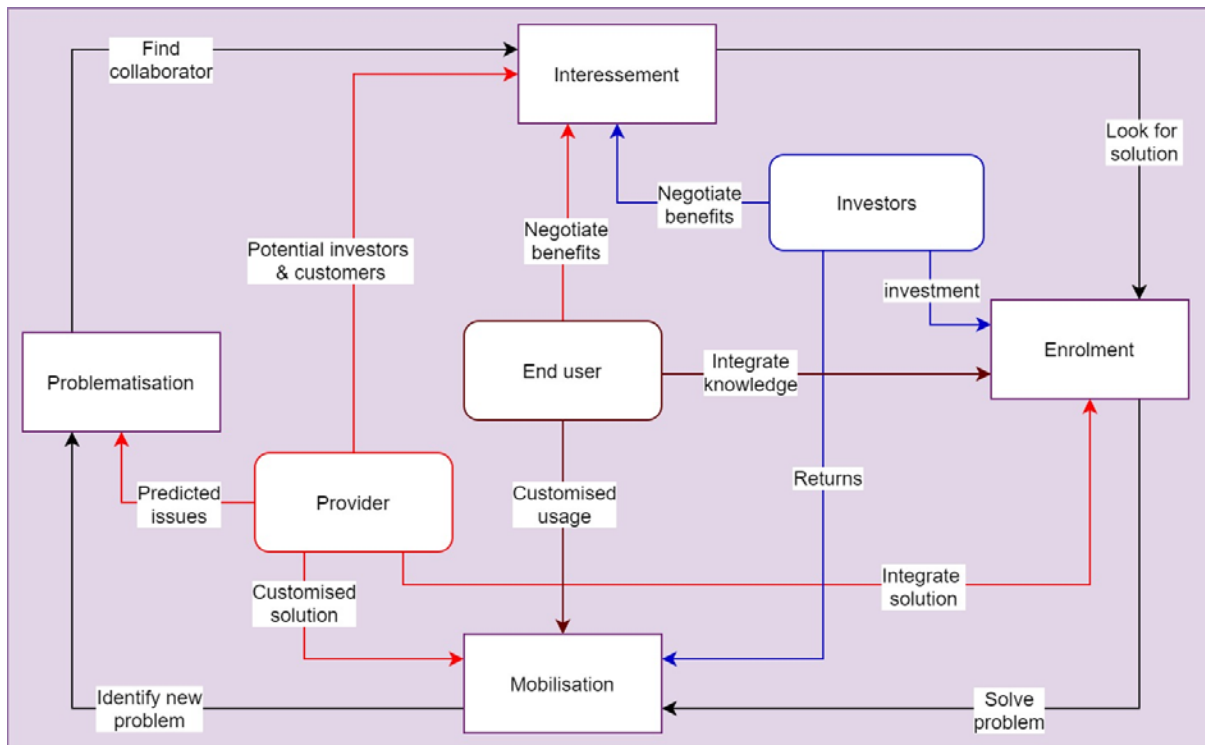 Find
collaborator
Interessement
Look for
solution
Negotiate
benefits
Investors
Potential investors
& customers
Negotiate
benefits
investment
Problematisation
End user
Integrate
knowledge
Enrolment
Predicted
issues
Provider
Customised
usage
Returns
Customised
solution
Integrate
solution
Mobilisation
Identify new
problem
Solve
problem